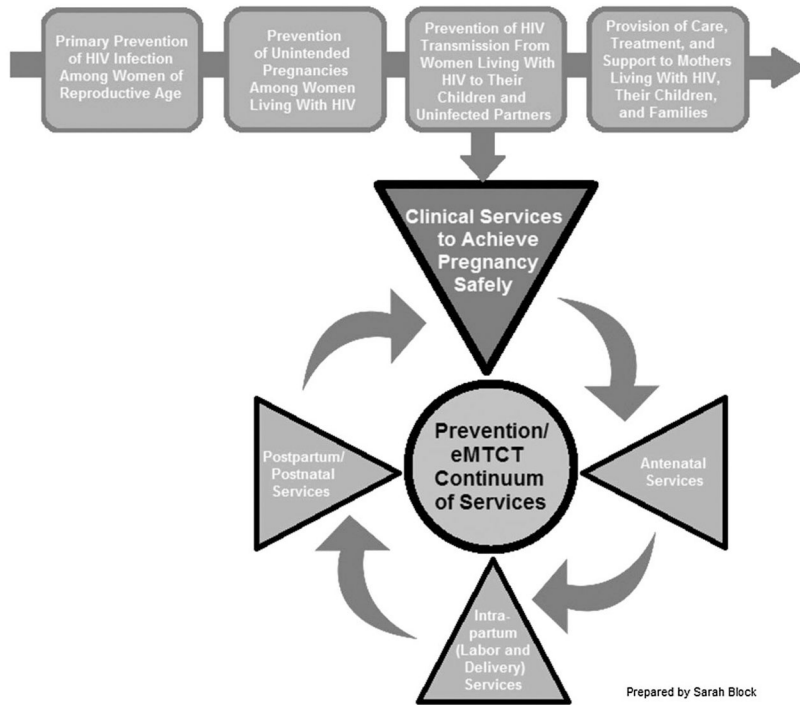 Primary Prevention
of HIV Infection
Among Women of
Reproductive Age
Prevention
of Unintended
Pregnancies
Among Women
Living With HIV
Prevention of HIV
Transmission From
Women Living With
HIV to Their
Children and
Uninfected Partners
Provision of Care,
Treatment, and
Support to Mothers
Living With HIV,
Their Children,
and Families
Clinical Services
to Achieve
Pregnancy
Safely
Prevention/
eMTCT
Continuum
of Services
Postpartum/
Postnatal
Services
Antenatal
Services
Intra-
partum
(Labor and
Delivery)
Services
Prepared by Sarah Block